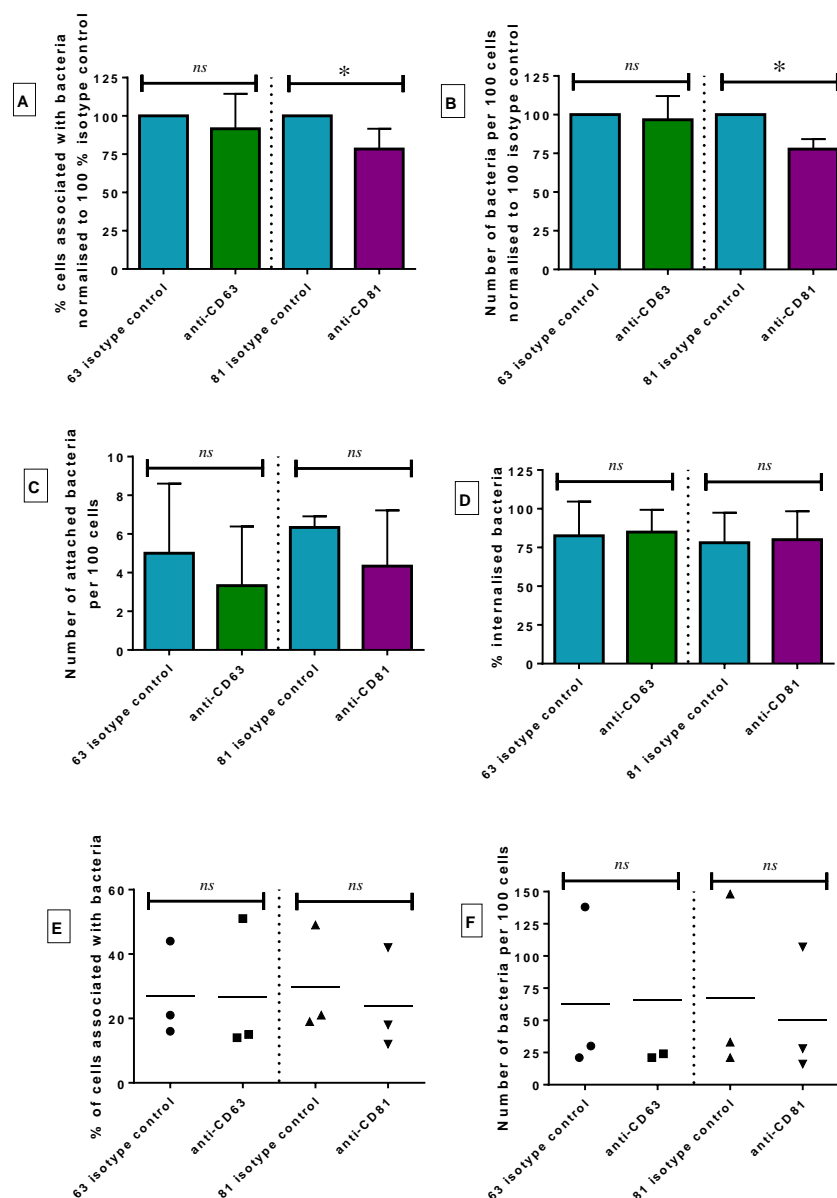 A
% cells associated with bacteria
normalised to 100 % isotype control
ns
*
125
100
75
50
25
0
63 isotype control
anti-CD63
81 isotype control
anti-CD81
B
Number of bacteria per 100 cells
normalised to 100 isotype control
ns
*
125
100
75
50
25
0
63 isotype control
anti-CD63
81 isotype control
anti-CD81
C
Number of attached bacteria
per 100 cells
ns
ns
10
8
6
4
2
0
63 isotype control
anti-CD63
81 isotype control
anti-CD81
D
% internalised bacteria
ns
ns
125
100
75
50
25
0
63 isotype control
anti-CD63
81 isotype control
anti-CD81
E
% of cells associated with bacteria
ns
ns
60
40
20
0
63 isotype control
anti-CD63
81 isotype control
anti-CD81
F
Number of bacteria per 100 cells
ns
ns
150
125
100
75
50
25
0
63 isotype control
anti-CD63
81 isotype control
anti-CD81